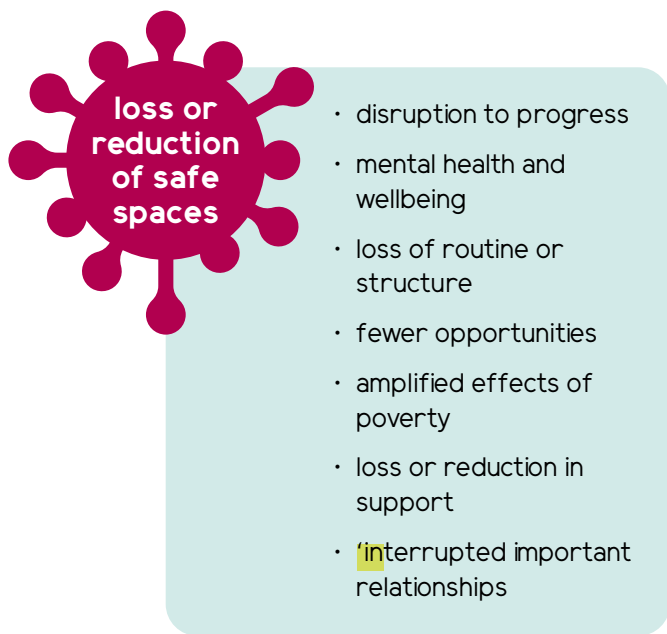 loss or
reduction
of safe
spaces
· disruption to progress
· mental health and
wellbeing
· loss of routine or
structure
· fewer opportunities
· amplified effects of
poverty
· loss or reduction in
support
· ‘interrupted important
relationships